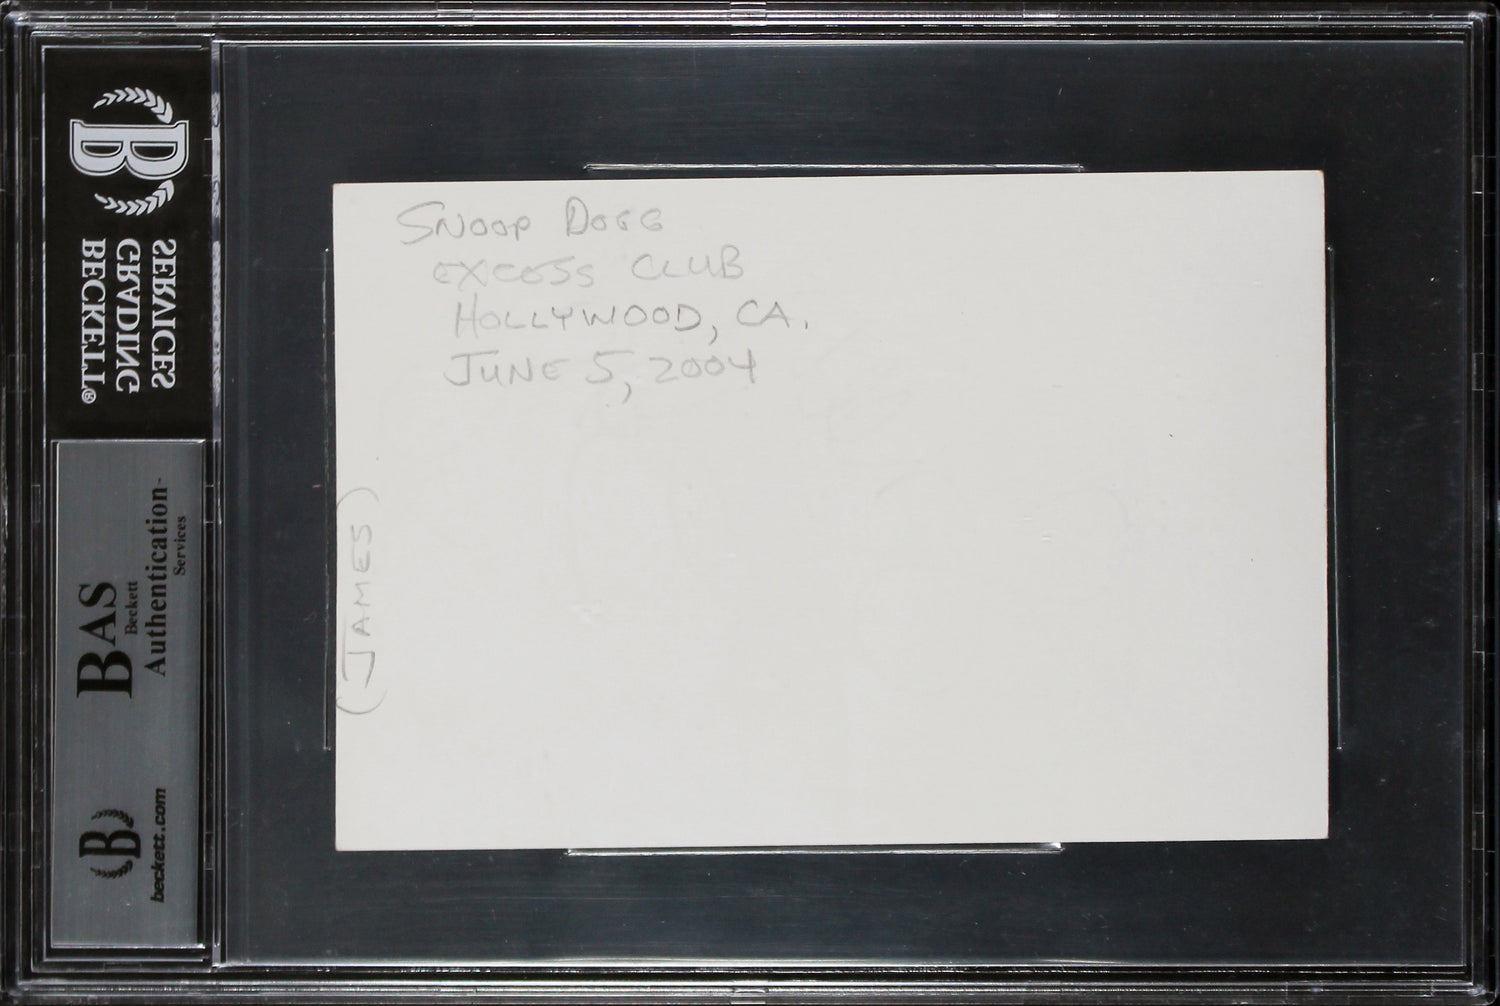 SNOOP DOGG
EXCESS CLUB
HOLLYWOOD, CA.
JUNE 5, 2004
(JAMES)
B
BECKETT®
GRADING
SERVICES
BAS
Beckett
Authentication
Services
B
beckett.com